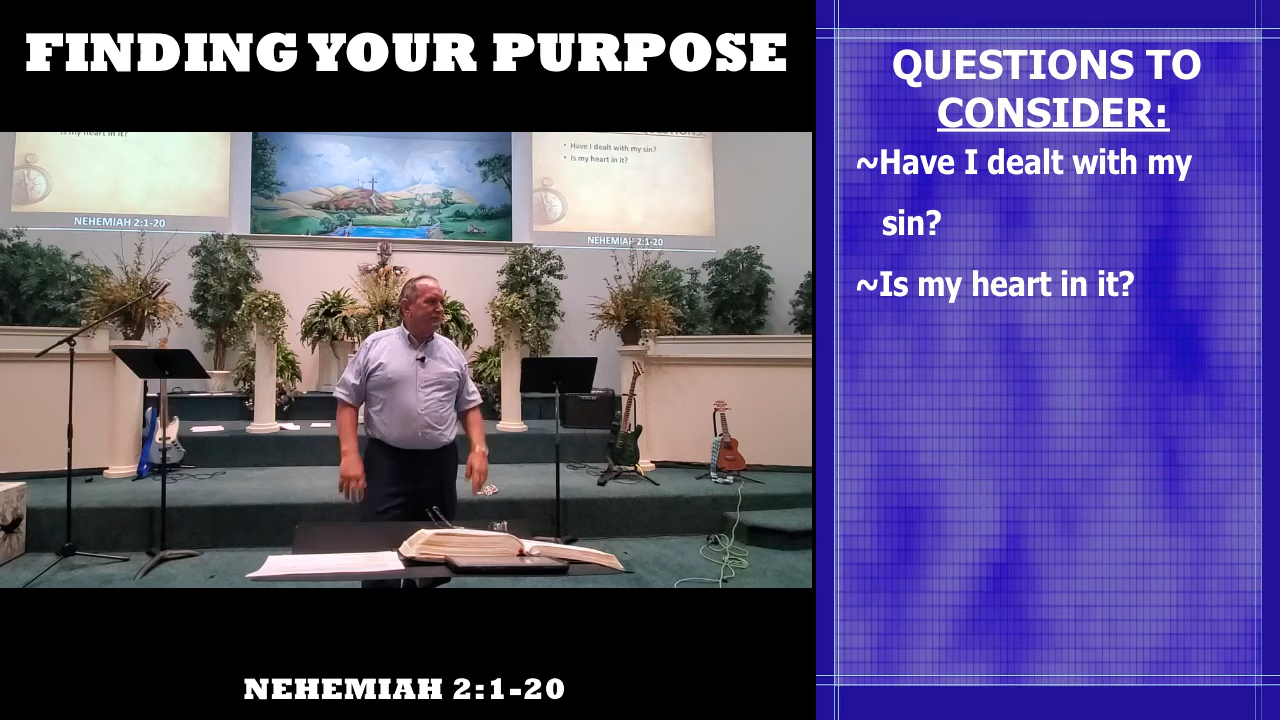 FINDING YOUR PURPOSE
QUESTIONS TO
CONSIDER:
~Have I dealt with my
sin?
~Is my heart in it?
Is my heart in it?
NEHEMIAH 2:1-20
• Have I dealt with my sin?
• Is my heart in it?
NEHEMIAH 2:1-20
NEHEMIAH 2:1-20